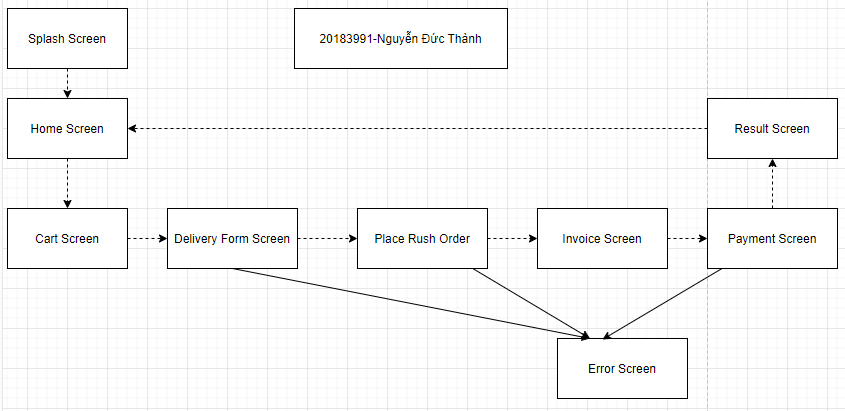 Splash Screen
20183991-Nguyễn Đức Thành
Home Screen
Result Screen
Cart Screen
Delivery Form Screen
Place Rush Order
Invoice Screen
Payment Screen
Error Screen